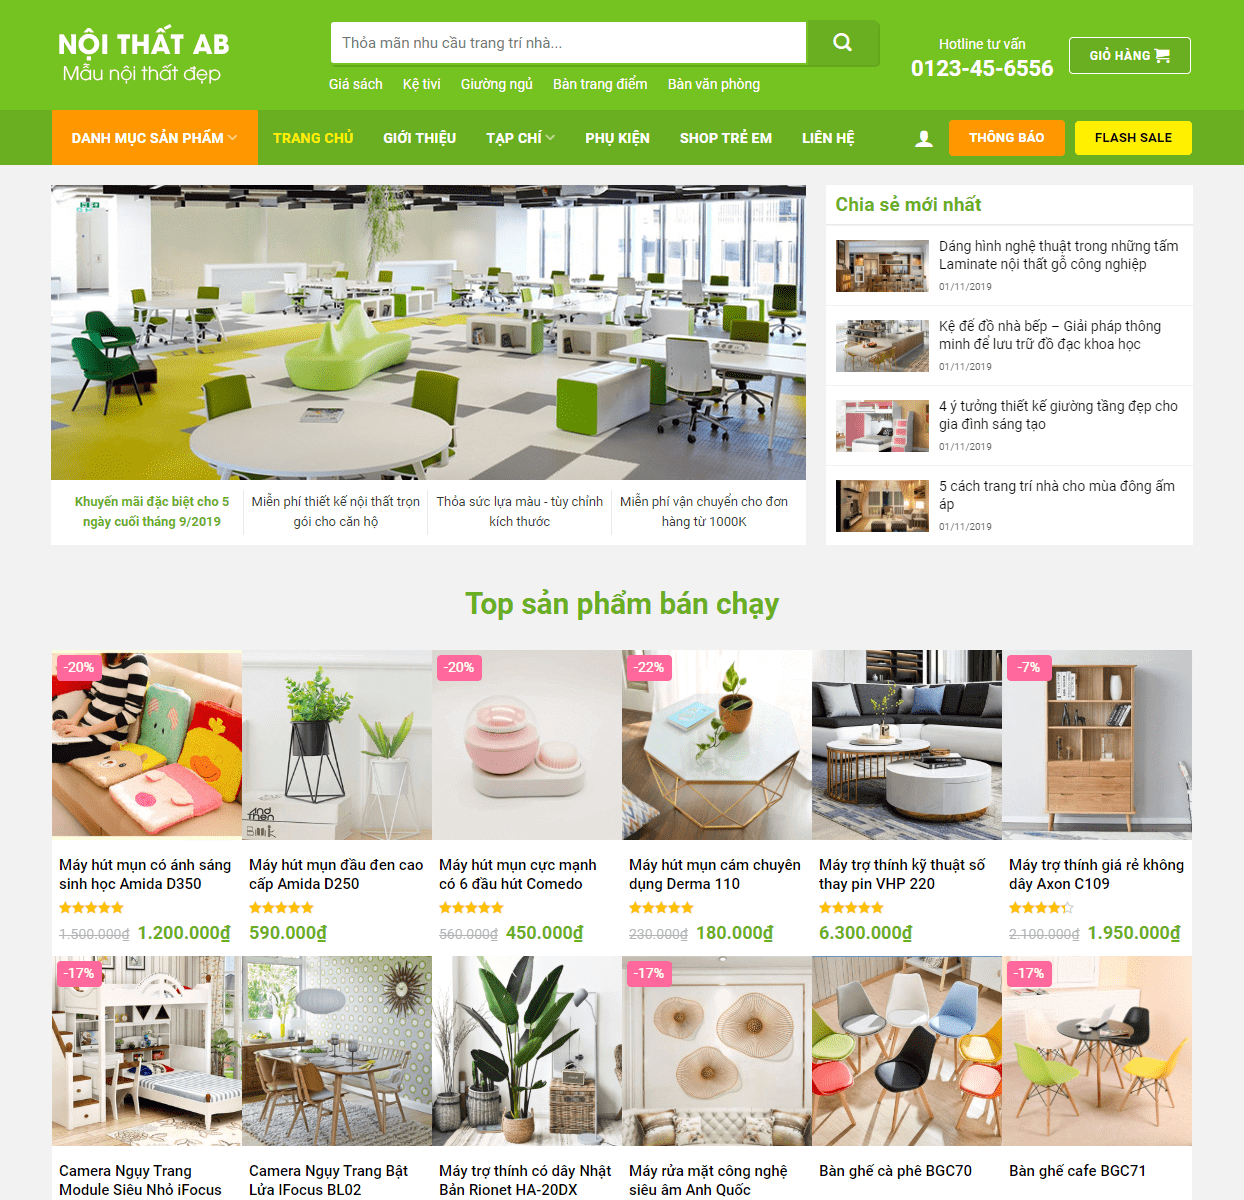 NỘI THẤT AB
Mẫu nội thất đẹp
Thỏa mãn nhu cầu trang trí nhà...
Giá sách Kệ tivi Giường ngủ Bàn trang điểm Bàn văn phòng
Hotline tư vấn
0123-45-6556
GIỎ HÀNG
DANH MỤC SẢN PHẨM TRANG CHỦ GIỚI THIỆU TẠP CHÍ PHỤ KIỆN SHOP TRẺ EM LIÊN HỆ THÔNG BÁO FLASH SALE
Khuyến mãi đặc biệt cho 5
ngày cuối tháng 9/2019
Miễn phí thiết kế nội thất trọn
gói cho căn hộ
Thỏa sức lựa màu - tùy chỉnh
kích thước
Miễn phí vận chuyển cho đơn
hàng từ 1000K
Chia sẻ mới nhất
Dáng hình nghệ thuật trong những tấm
Laminate nội thất gỗ công nghiệp
01/11/2019
Kệ để đồ nhà bếp – Giải pháp thông
minh để lưu trữ đồ đạc khoa học
01/11/2019
4 ý tưởng thiết kế giường tầng đẹp cho
gia đình sáng tạo
01/11/2019
5 cách trang trí nhà cho mùa đông ấm
áp
01/11/2019
Top sản phẩm bán chạy
-20%
Máy hút mụn có ánh sáng
sinh học Amida D350
1.500.000₫ 1.200.000₫
Máy hút mụn đầu đen cao
cấp Amida D250
590.000₫
-20%
Máy hút mụn cực mạnh
có 6 đầu hút Comedo
560.000₫ 450.000₫
-22%
Máy hút mụn cám chuyên
dụng Derma 110
230.000₫ 180.000₫
Máy trợ thính kỹ thuật số
thay pin VHP 220
6.300.000₫
-7%
Máy trợ thính giá rẻ không
dây Axon C109
2.100.000₫ 1.950.000₫
-17%
Camera Ngụy Trang
Module Siêu Nhỏ iFocus
Camera Ngụy Trang Bật
Lửa IFocus BL02
Máy trợ thính có dây Nhật
Bản Rionet HA-20DX
-17%
Máy rửa mặt công nghệ
siêu âm Anh Quốc
Bàn ghế cà phê BGC70
-17%
Bàn ghế cafe BGC71